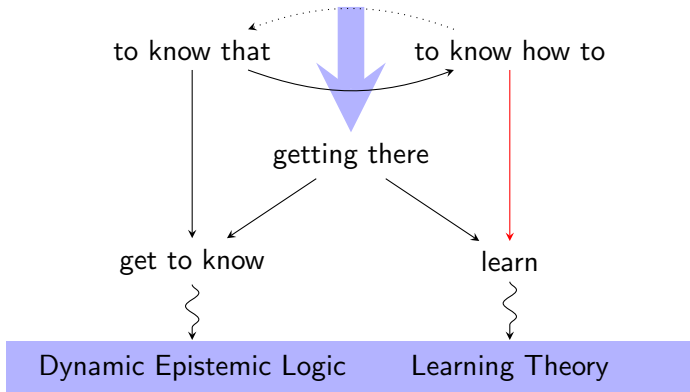 to know that
to know how to
getting there
get to know
learn
Dynamic Epistemic Logic
Learning Theory